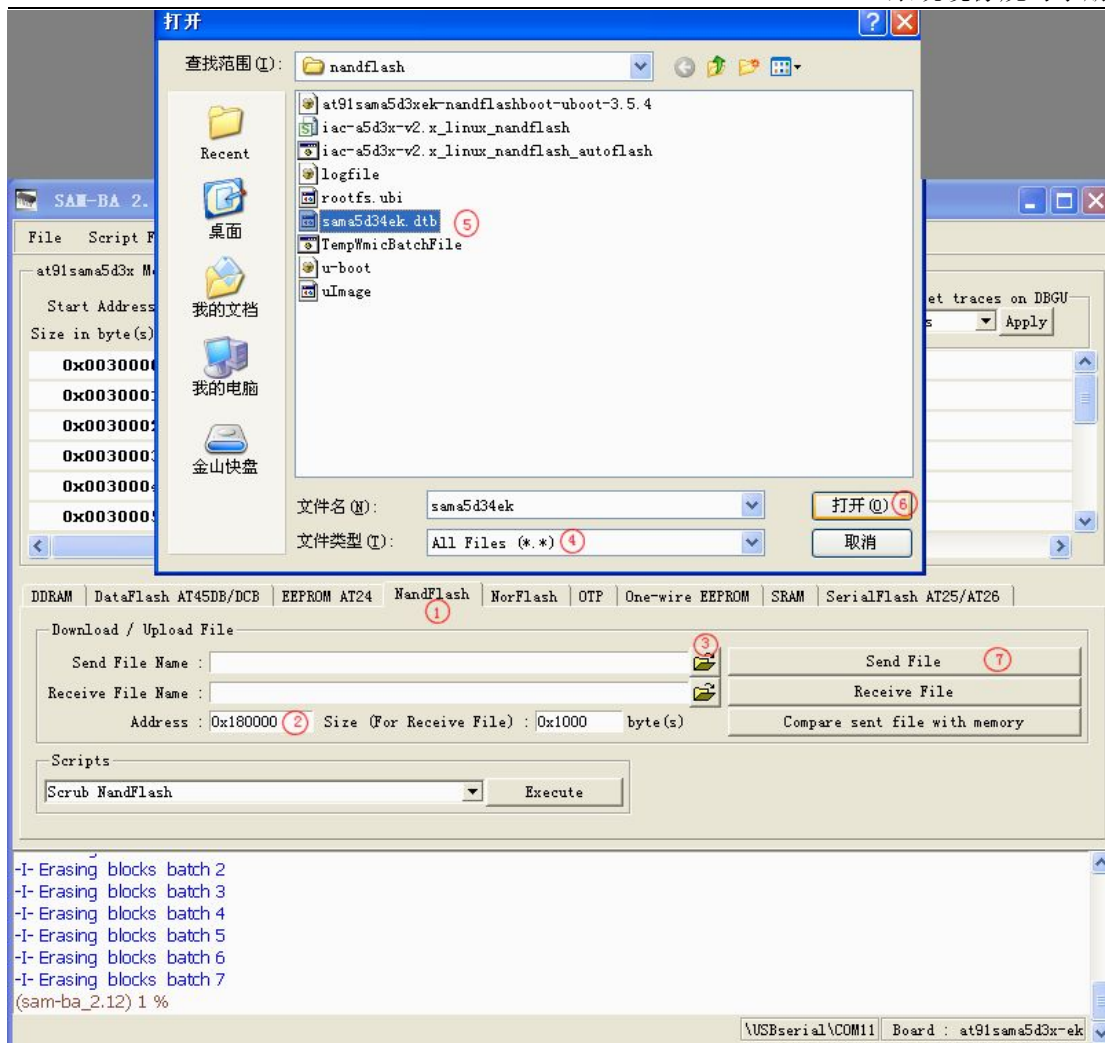 打开
查找范围(I): nandflash
at91sama5d3xek-nandflashboot-uboot-3.5.4
iac-a5d3x-v2.x_linux_nandflash
iac-a5d3x-v2.x_linux_nandflash_autoflash
logfile
rootfs.ubi
sama5d34ek.dtb ⑤
TempWmicBatchFile
u-boot
uImage
Recent
桌面
我的文档
我的电脑
金山快盘
文件名(N): sama5d34ek 打开(O) ⑥
文件类型(T): All Files (*.*) ④ 取消
SAM-BA 2.
File Script F
at91sama5d3x M
Start Address
Size in byte(s)
et traces on DBGU
s Apply
0x0030000
0x0030001
0x0030002
0x0030003
0x0030004
0x0030005
DDRAM DataFlash AT45DB/DCB EEPROM AT24 NandFlash NorFlash OTP One-wire EEPROM SRAM SerialFlash AT25/AT26
①
Download / Upload File
Send File Name : ③ Send File ⑦
Receive File Name : Receive File
Address : 0x180000 ② Size (For Receive File) : 0x1000 byte(s) Compare sent file with memory
Scripts
Scrub NandFlash Execute
-I- Erasing blocks batch 2
-I- Erasing blocks batch 3
-I- Erasing blocks batch 4
-I- Erasing blocks batch 5
-I- Erasing blocks batch 6
-I- Erasing blocks batch 7
(sam-ba_2.12) 1 %
\USBserial\COM11 Board : at91sama5d3x-ek